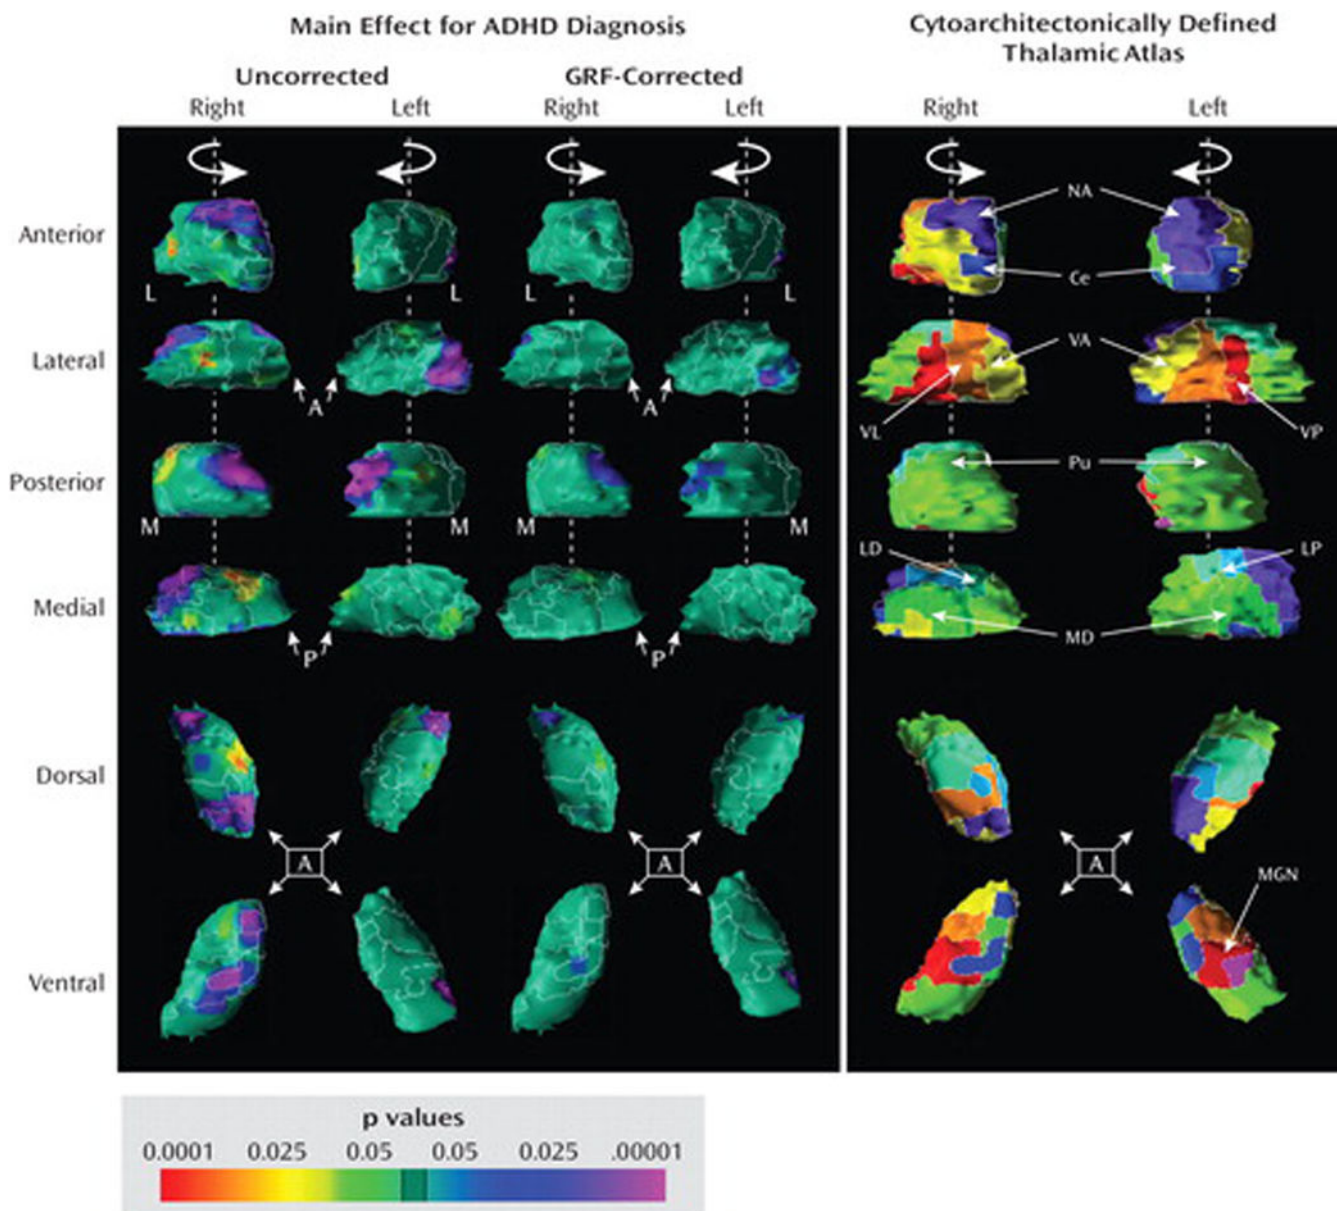 Main Effect for ADHD Diagnosis
Cytoarchitectonically Defined
Thalamic Atlas
Uncorrected
GRF-Corrected
Right
Left
Right
Left
Right
Left
Anterior
NA
Ce
L
L
L
L
Lateral
VA
A
A
VL
VP
Posterior
Pu
M
M
M
M
LD
LP
Medial
MD
P
P
Dorsal
A
A
A
MGN
Ventral
p values
0.0001 0.025 0.05 0.05 0.025 .00001